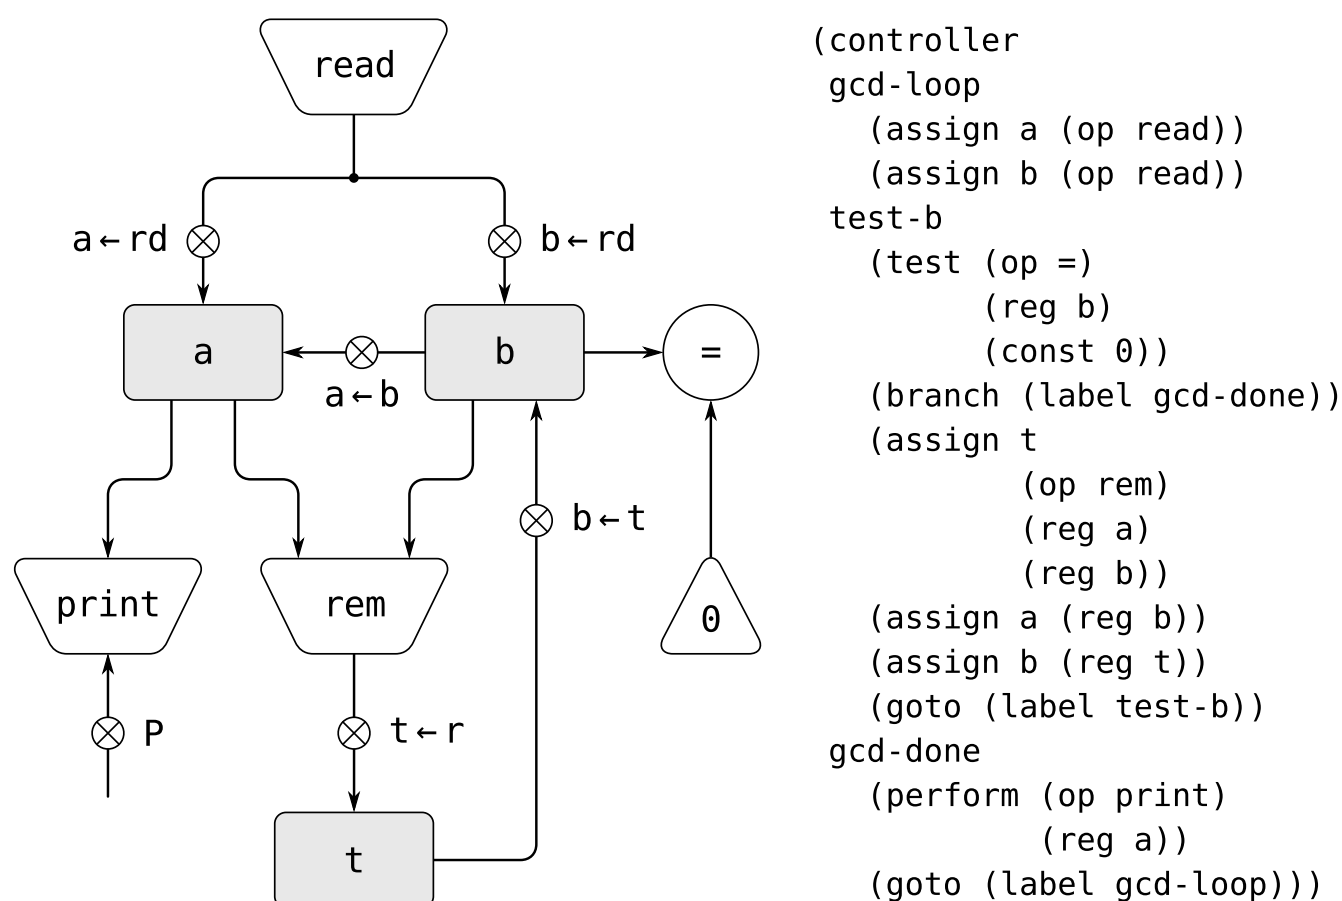 read
a←rd
b←rd
a
b
=
a←b
b←t
print
rem
0
P
t←r
t
(controller
gcd-loop
(assign a (op read))
(assign b (op read))
test-b
(test (op =)
(reg b)
(const 0))
(branch (label gcd-done))
(assign t
(op rem)
(reg a)
(reg b))
(assign a (reg b))
(assign b (reg t))
(goto (label test-b))
gcd-done
(perform (op print)
(reg a))
(goto (label gcd-loop)))